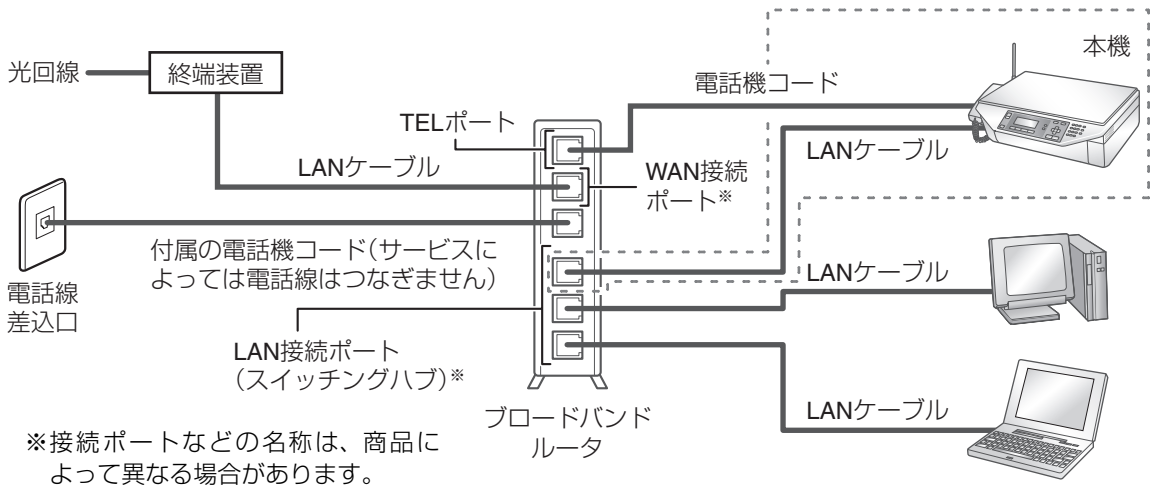 本機
光回線
終端装置
電話機コード
TELポート
LANケーブル
LANケーブル
WAN接続
ポート※
付属の電話機コード(サービスに
よっては電話線はつなぎません)
電話線
差込口
LANケーブル
LAN接続ポート
(スイッチングハブ)※
LANケーブル
ブロードバンド
ルータ
※接続ポートなどの名称は、商品に
よって異なる場合があります。